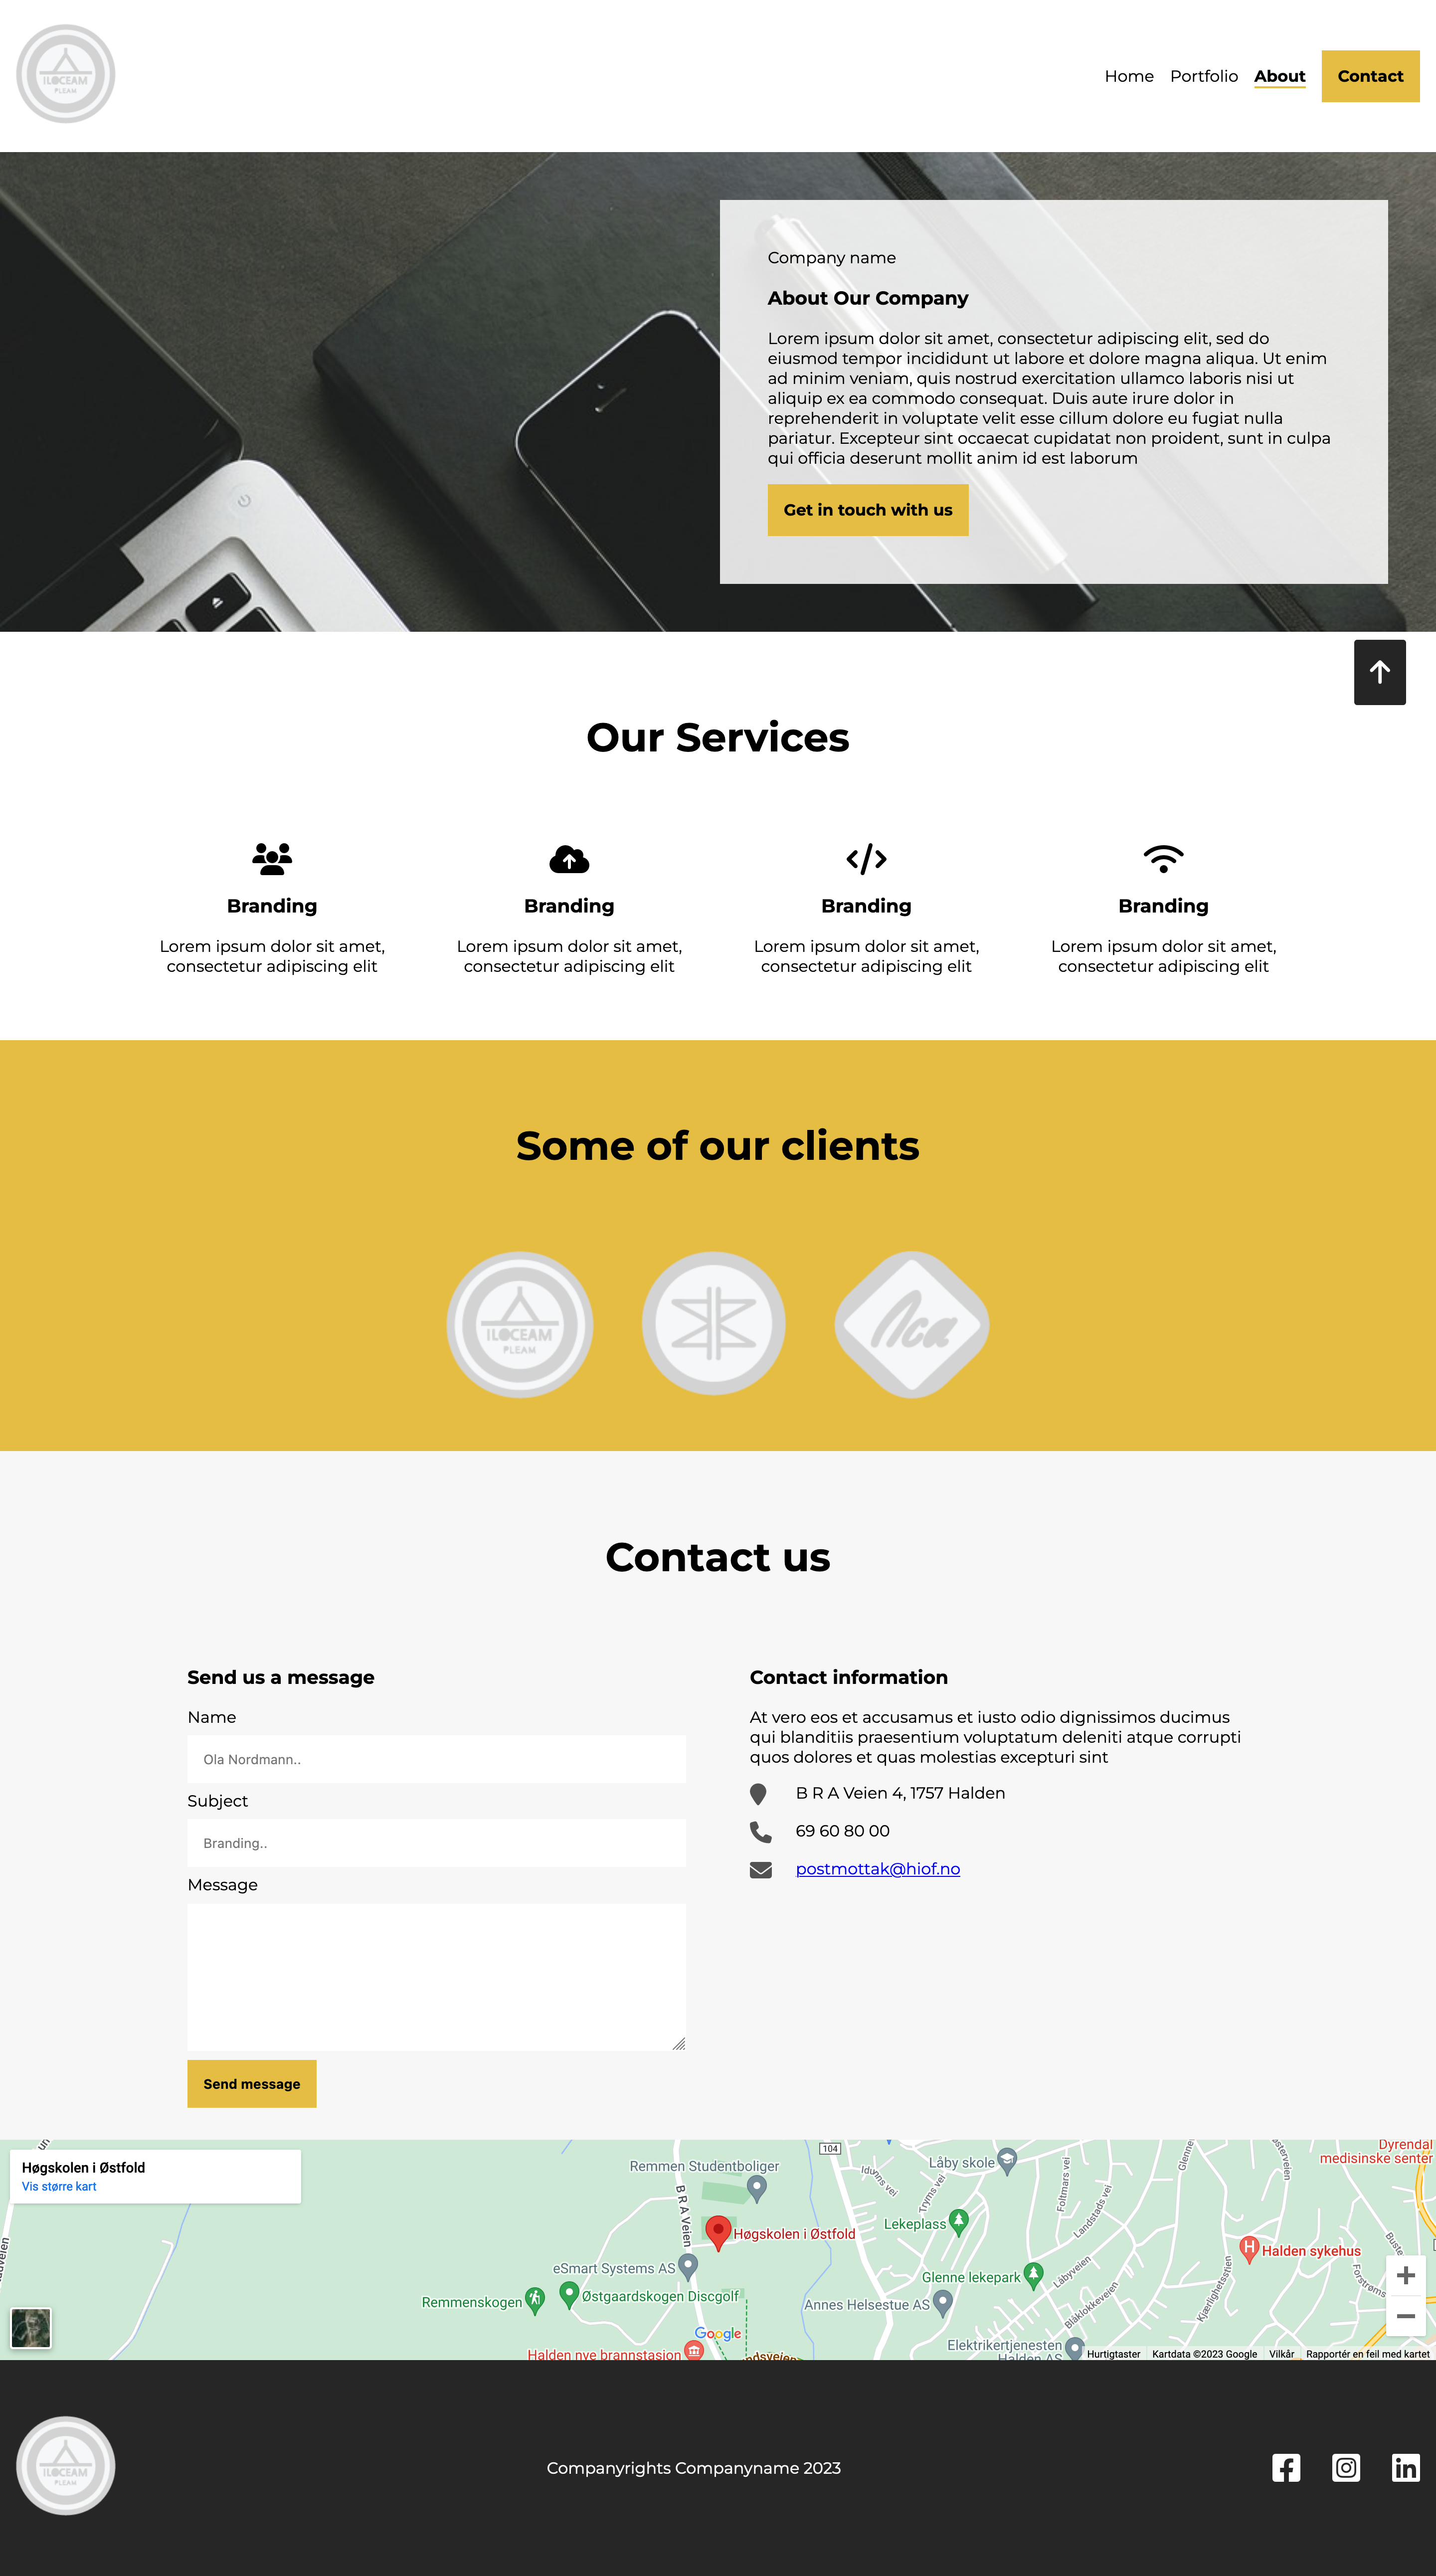 ILOCEAM
PLEAM
Home Portfolio About Contact
Company name
About Our Company
Lorem ipsum dolor sit amet, consectetur adipiscing elit, sed do
eiusmod tempor incididunt ut labore et dolore magna aliqua. Ut enim
ad minim veniam, quis nostrud exercitation ullamco laboris nisi ut
aliquip ex ea commodo consequat. Duis aute irure dolor in
reprehenderit in voluptate velit esse cillum dolore eu fugiat nulla
pariatur. Excepteur sint occaecat cupidatat non proident, sunt in culpa
qui officia deserunt mollit anim id est laborum
Get in touch with us
Our Services
Branding
Lorem ipsum dolor sit amet,
consectetur adipiscing elit
Branding
Lorem ipsum dolor sit amet,
consectetur adipiscing elit
Branding
Lorem ipsum dolor sit amet,
consectetur adipiscing elit
Branding
Lorem ipsum dolor sit amet,
consectetur adipiscing elit
Some of our clients
ILOCEAM
PLEAM
Contact us
Send us a message
Name
Ola Nordmann..
Subject
Branding..
Message
Send message
Contact information
At vero eos et accusamus et iusto odio dignissimos ducimus
qui blanditiis praesentium voluptatum deleniti atque corrupti
quos dolores et quas molestias excepturi sint
B R A Veien 4, 1757 Halden
69 60 80 00
postmottak@hiof.no
Høgskolen i Østfold
Vis større kart
104
Remmen Studentboliger
B R A Veien
Høgskolen i Østfold
eSmart Systems AS
Østgaardskogen Discgolf
Remmenskogen
Google
Halden nye brannstasjon
Idunns vei
Tryms vei
Låby skole
Lekeplass
Glenne lekepark
Annes Helsestue AS
Elektrikertjenesten
Halden AS
Foltmars vei
Landstads vei
Låbyveien
Blåklokkeveien
Kjærlighetsstien
Halden sykehus
Dyrendal
medisinske senter
Hurtigtaster
Kartdata ©2023 Google
Vilkår
Rapportér en feil med kartet
ILOCEAM
PLEAM
Companyrights Companyname 2023